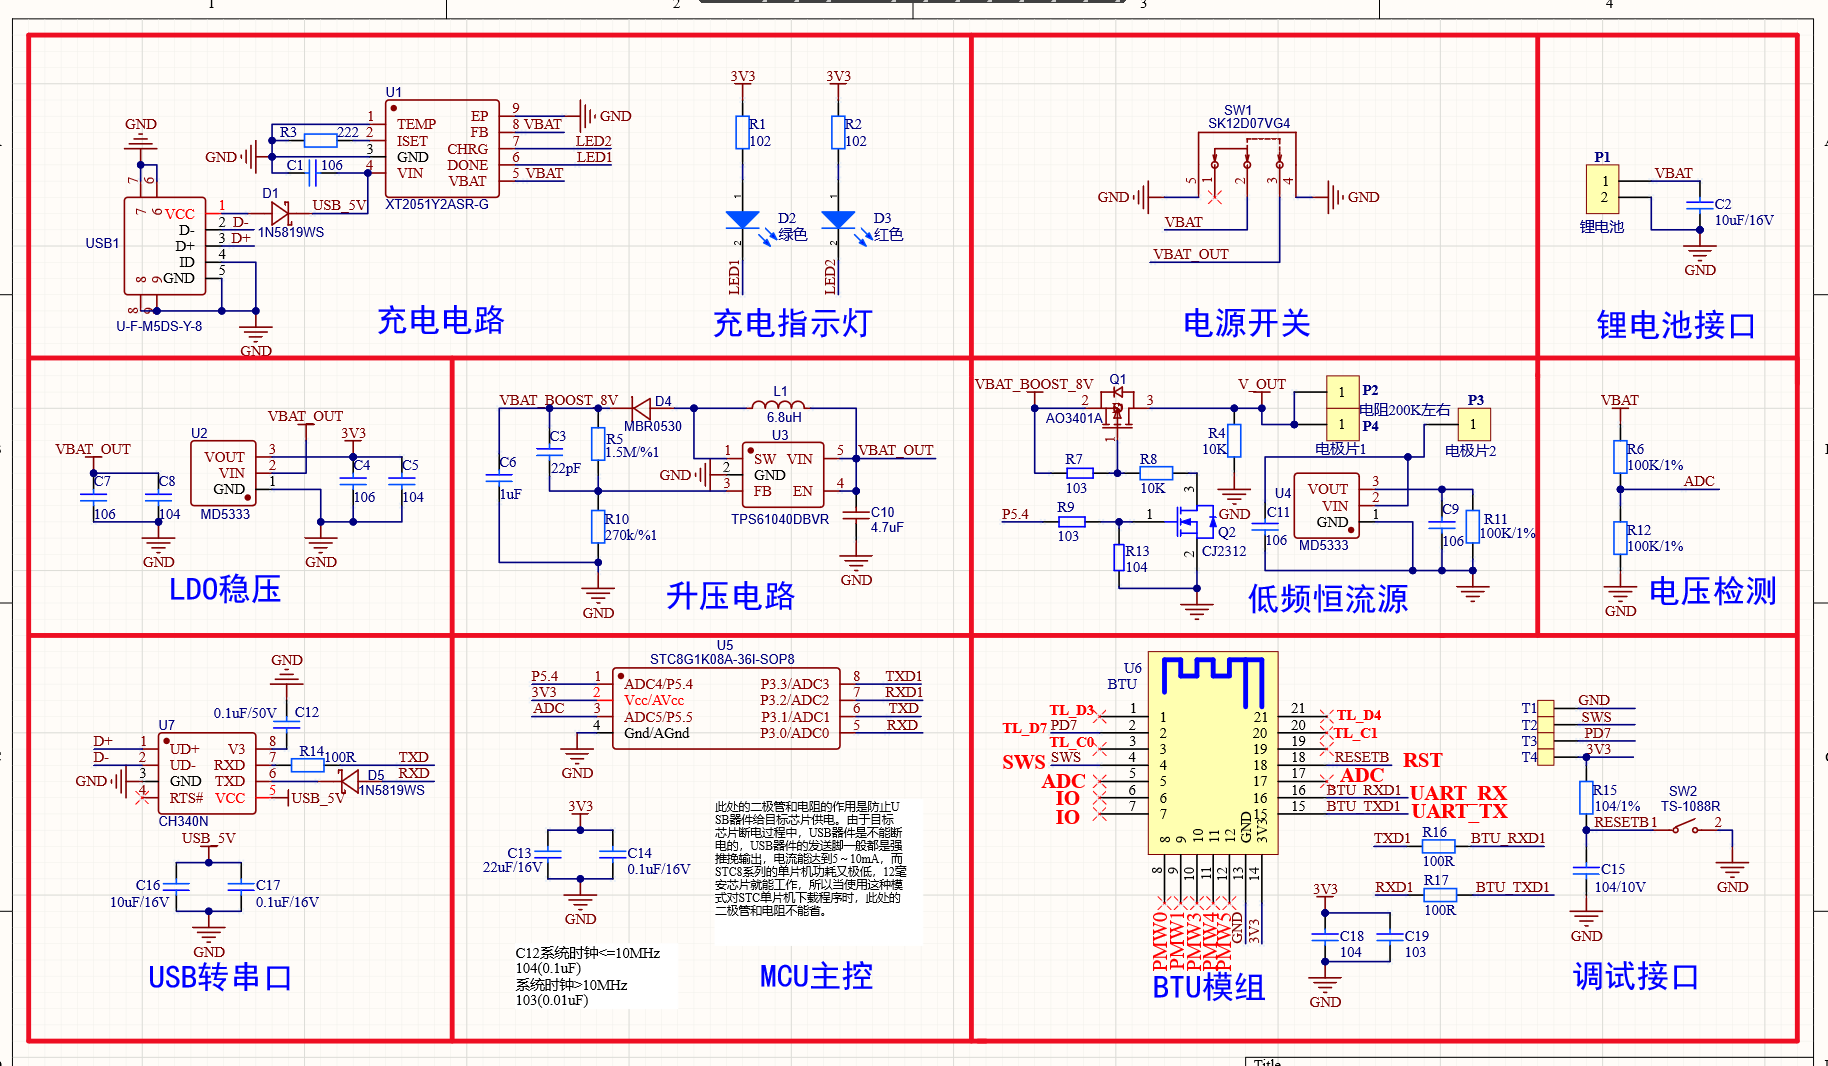 1
2
3
4
GND
USB1
U-F-M5DS-Y-8
VCC
D-
D+
ID
GND
7
6
7
6
8
9
8
9
1
2
D-
3
D+
4
5
GND
D1
1N5819WS
USB_5V
GND
R3
222
C1
106
U1
XT2051Y2ASR-G
1
2
3
4
TEMP
ISET
GND
VIN
EP
FB
CHRG
DONE
VBAT
9
GND
8
VBAT
7
LED2
6
LED1
5
VBAT
充电电路
3V3
R1
102
1
D2
绿色
2
LED1
3V3
R2
102
1
D3
红色
2
LED2
充电指示灯
SW1
SK12D07VG4
GND
5
1
2
3
4
GND
VBAT
VBAT_OUT
电源开关
P1
1
2
锂电池
VBAT
C2
10uF/16V
GND
锂电池接口
VBAT_OUT
C7
106
C8
104
GND
U2
VOUT
VIN
GND
MD5333
3
2
1
VBAT_OUT
3V3
C4
106
C5
104
GND
LDO稳压
VBAT_BOOST_8V
D4
MBR0530
L1
6.8uH
C6
1uF
C3
22pF
R5
1.5M/%1
R10
270k/%1
GND
GND
U3
1
2
3
SW
GND
FB
VIN
EN
5
4
TPS61040DBVR
VBAT_OUT
C10
4.7uF
GND
升压电路
VBAT_BOOST_8V
Q1
2
3
1
AO3401A
R7
103
R8
10K
P5.4
R9
103
R13
104
1
3
2
Q2
CJ2312
V_OUT
R4
10K
GND
1
1
P2
电阻200K左右
P4
电极片1
P3
1
电极片2
U4
VOUT
VIN
GND
MD5333
3
2
1
C11
106
C9
106
R11
100K/1%
低频恒流源
VBAT
R6
100K/1%
ADC
R12
100K/1%
GND
电压检测
GND
0.1uF/50V
C12
U7
D+
D-
GND
1
2
3
4
UD+
UD-
GND
RTS#
V3
RXD
TXD
VCC
8
7
6
5
CH340N
R14
100R
TXD
RXD
D5
1N5819WS
USB_5V
USB_5V
C16
10uF/16V
C17
0.1uF/16V
GND
USB转串口
U5
STC8G1K08A-36I-SOP8
P5.4
3V3
ADC
1
2
3
4
GND
ADC4/P5.4
Vcc/AVcc
ADC5/P5.5
Gnd/AGnd
P3.3/ADC3
P3.2/ADC2
P3.1/ADC1
P3.0/ADC0
8
7
6
5
TXD1
RXD1
TXD
RXD
3V3
C13
22uF/16V
C14
0.1uF/16V
GND
此处的二极管和电阻的作用是防止U
SB器件给目标芯片供电。由于目标
芯片断电过程中，USB器件是不能断
电的，USB器件的发送脚一般都是强
推挽输出，电流能达到5～10mA，而
STC8系列的单片机功耗又极低，12毫
安芯片就能工作，所以当使用这种模
式对STC单片机下载程序时，此处的
二极管和电阻不能省。
C12系统时钟<=10MHz
104(0.1uF)
系统时钟>10MHz
103(0.01uF)
MCU主控
U6
BTU
TL_D3
TL_D7
PD7
TL_C0
SWS
SWS
ADC
IO
IO
1
2
3
4
5
6
7
1
2
3
4
5
6
7
21
20
19
18
17
16
15
21
20
19
18
17
16
15
TL_D4
TL_C1
RESETB
RST
ADC
BTU_RXD1
UART_RX
BTU_TXD1
UART_TX
8
9
10
11
12
GND
3V3
8
9
10
11
12
13
14
PMW0
PMW1
PMW3
PMW4
PMW5
GND
3V3
TXD1
R16
100R
BTU_RXD1
RXD1
R17
100R
BTU_TXD1
3V3
C18
104
C19
103
GND
BTU模组
T1
T2
T3
T4
GND
SWS
PD7
3V3
R15
104/1%
RESETB
1
SW2
TS-1088R
2
GND
C15
104/10V
GND
调试接口
Title